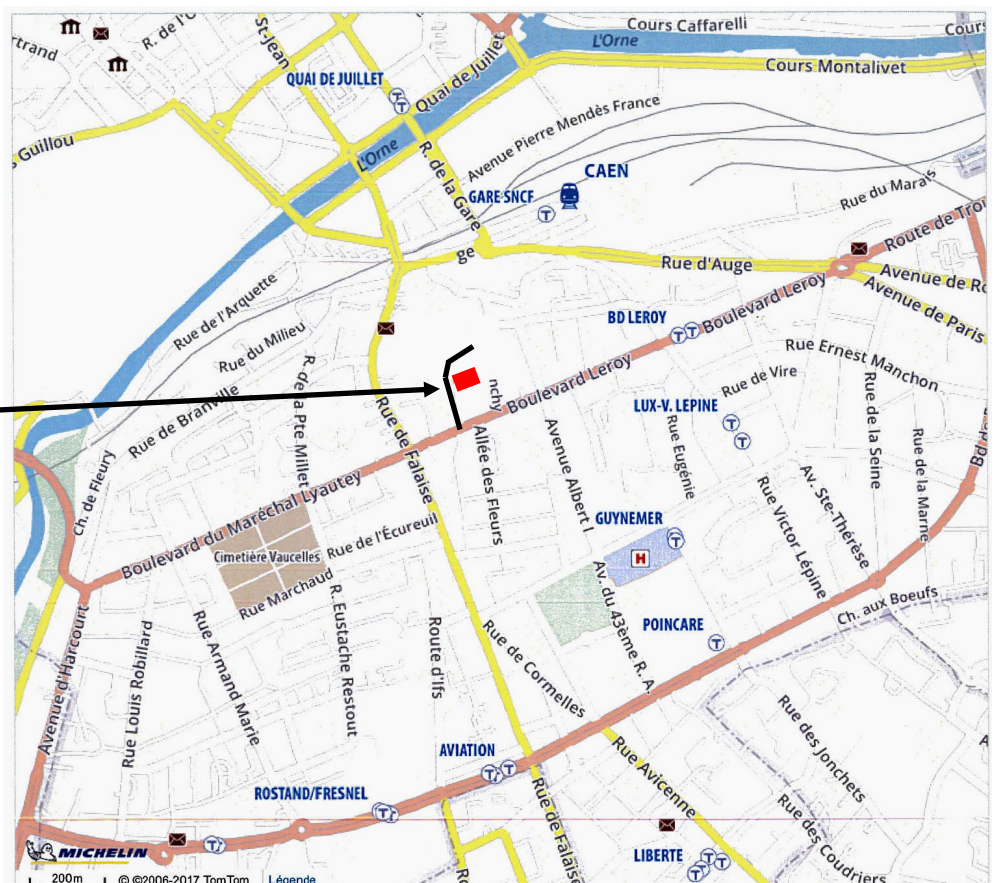 Cours Caffarelli
Cours
L'Orne
R. de l'O
rtrand
St-Jean
QUAI DE JUILLET
Quai de Juillet
Cours Montalivet
s Guillou
L'Orne
Avenue Pierre Mendès France
R. de la Gare
CAEN
GARE SNCF
Rue du Marais
Route de Trou
ge
Rue d'Auge
Avenue de Ro
Avenue de Paris
Rue de l'Arquette
BD LEROY
Boulevard Leroy
Rue du Milieu
Rue Ernest Manchon
R. de la Pte Millet
Rue de Branville
nchy
Boulevard Leroy
Rue de Vire
LUX-V. LEPINE
Rue de la Seine
Rue de Falaise
Allée des Fleurs
Avenue Albert I
Rue Eugénie
Rue de la Marne
Bd de
Ch. de Fleury
Boulevard du Maréchal Lyautey
Av. Ste-Thérèse
Rue Victor Lépine
GUYNEMER
H
Rue de l'Écureuil
Cimetière Vaucelles
Rue Marchaud
R. Eustache Restout
Av. du 43ème R. A.
Ch. aux Boeufs
POINCARE
Avenue d'Harcourt
Rue Louis Robillard
Rue Armand Marie
Route d'Ifs
Rue de Cormelles
Rue des Jonchets
AVIATION
Rue Avicenne
ROSTAND/FRESNEL
Rue de Falaise
Rue des Coudriers
LIBERTE
MICHELIN
Ro
200m
© ©2006-2017 TomTom
Légende